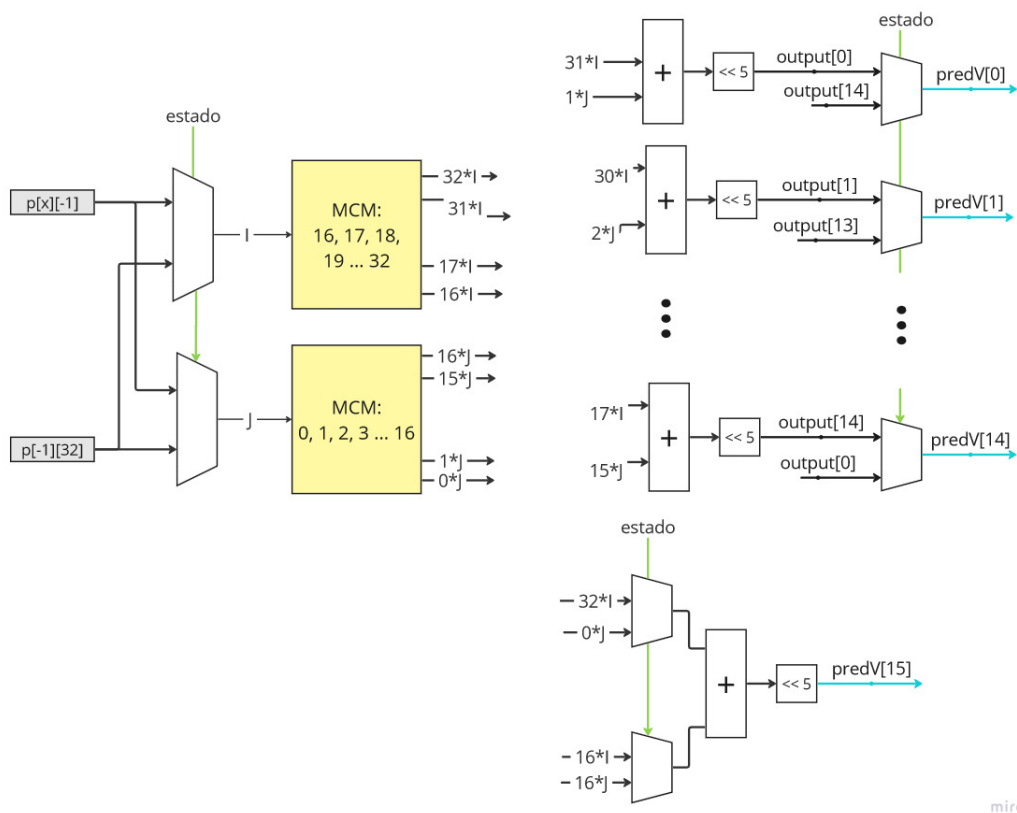 estado
p[x][-1]
p[-1][32]
I
J
MCM:
16, 17, 18,
19 ... 32
32*I
31*I
17*I
16*I
MCM:
0, 1, 2, 3 ... 16
16*J
15*J
1*J
0*J
estado
31*I
1*J
+
<< 5
output[0]
output[14]
predV[0]
30*I
2*J
+
<< 5
output[1]
output[13]
predV[1]
17*I
15*J
+
<< 5
output[14]
output[0]
predV[14]
estado
32*I
0*J
16*I
16*J
+
<< 5
predV[15]